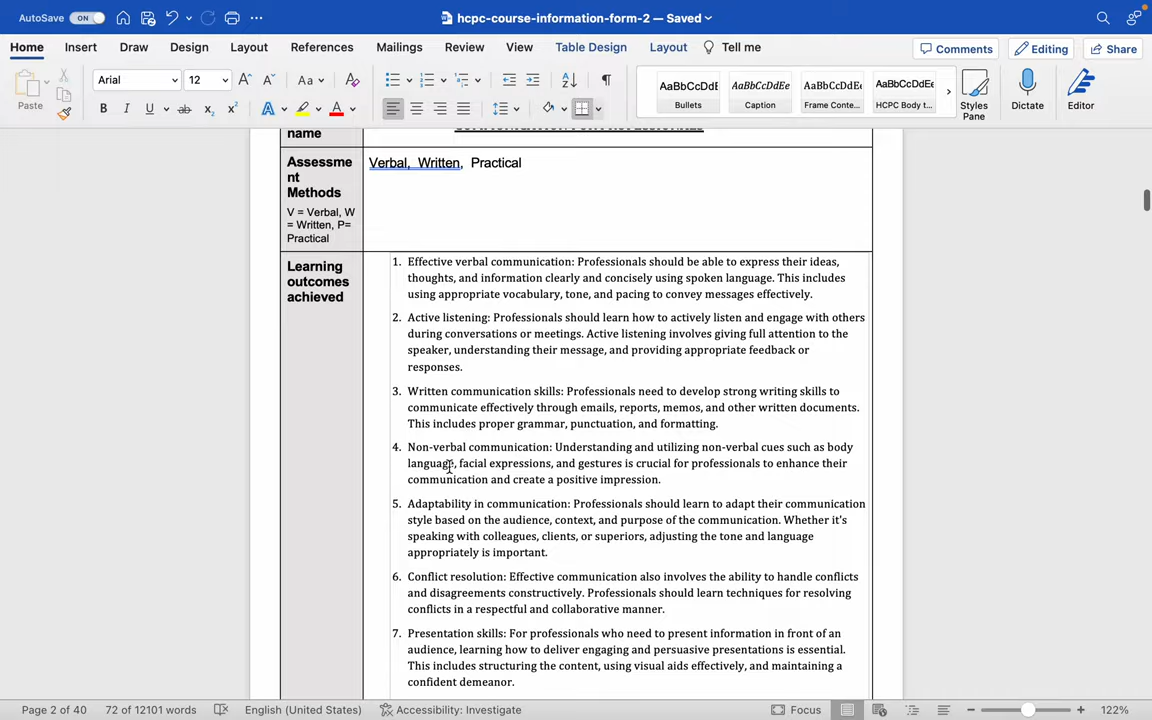 AutoSave ON hcpc-course-information-form-2 — Saved
Home Insert Draw Design Layout References Mailings Review View Table Design Layout Tell me Comments Editing Share
Paste Arial 12 Aa AaBbCcDdE AaBbCcDdEe AaBbCcDdEe AaBbCcDdEe Styles Pane Dictate Editor
B I U ab x₂ x² A A Bullets Caption Frame Conte... HCPC Body t...
name
Assessme
nt
Methods
V = Verbal, W
= Written, P=
Practical
Verbal, Written, Practical
Learning
outcomes
achieved
1. Effective verbal communication: Professionals should be able to express their ideas,
thoughts, and information clearly and concisely using spoken language. This includes
using appropriate vocabulary, tone, and pacing to convey messages effectively.
2. Active listening: Professionals should learn how to actively listen and engage with others
during conversations or meetings. Active listening involves giving full attention to the
speaker, understanding their message, and providing appropriate feedback or
responses.
3. Written communication skills: Professionals need to develop strong writing skills to
communicate effectively through emails, reports, memos, and other written documents.
This includes proper grammar, punctuation, and formatting.
4. Non-verbal communication: Understanding and utilizing non-verbal cues such as body
language, facial expressions, and gestures is crucial for professionals to enhance their
communication and create a positive impression.
5. Adaptability in communication: Professionals should learn to adapt their communication
style based on the audience, context, and purpose of the communication. Whether it's
speaking with colleagues, clients, or superiors, adjusting the tone and language
appropriately is important.
6. Conflict resolution: Effective communication also involves the ability to handle conflicts
and disagreements constructively. Professionals should learn techniques for resolving
conflicts in a respectful and collaborative manner.
7. Presentation skills: For professionals who need to present information in front of an
audience, learning how to deliver engaging and persuasive presentations is essential.
This includes structuring the content, using visual aids effectively, and maintaining a
confident demeanor.
Page 2 of 40 72 of 12101 words English (United States) Accessibility: Investigate Focus 122%